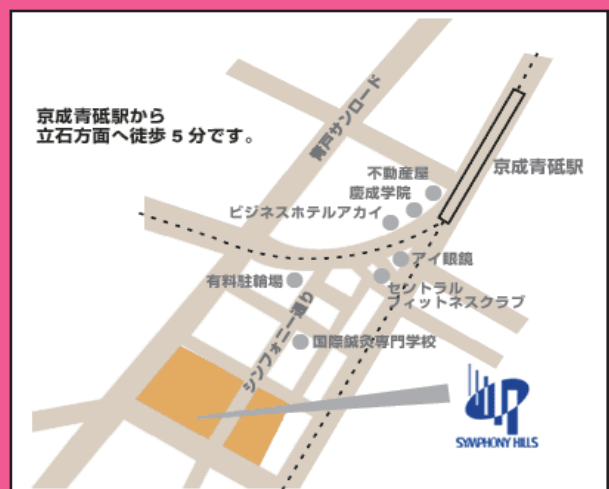 京成青砥駅から
立石方面へ徒歩 5 分です。
青戸サンロード
京成青砥駅
不動産屋
慶成学院
ビジネスホテルアカイ
アイ眼鏡
セントラル
フィットネスクラブ
有料駐輪場
シンフォニー通り
国際鍼灸専門学校
SYMPHONY HILLS